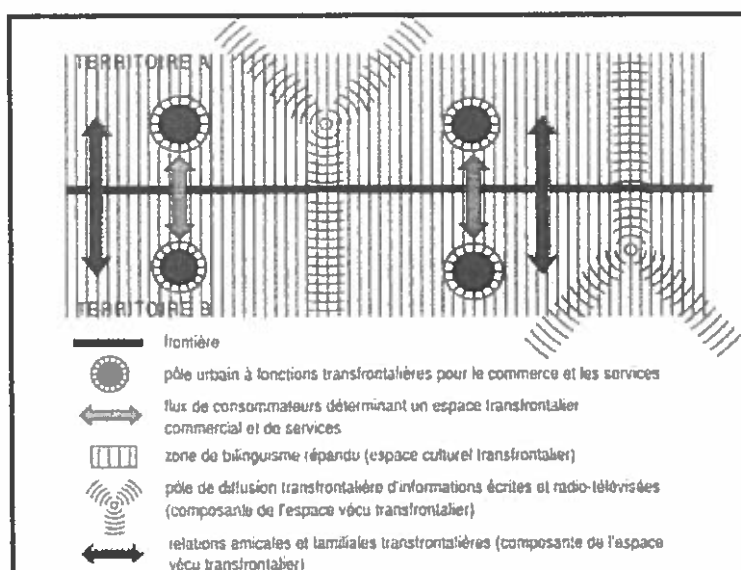 TERRITOIRE A
TERRITOIRE B
frontière
pôle urbain à fonctions transfrontalières pour le commerce et les services
flux de consommateurs déterminant un espace transfrontalier
commercial et de services
zone de bilinguisme répandu (espace culturel transfrontalier)
pôle de diffusion transfrontalière d'informations écrites et radio-télévisées
(composante de l'espace vécu transfrontalier)
relations amicales et familiales transfrontalières (composante de l'espace
vécu transfrontalier)